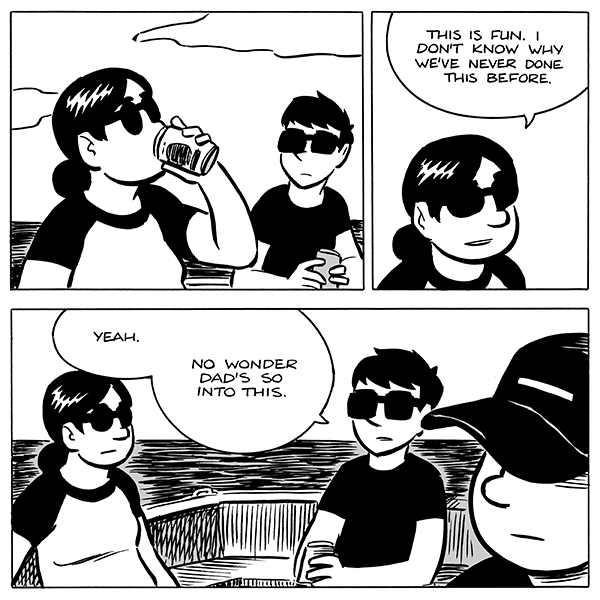 THIS IS FUN. I
DON'T KNOW WHY
WE'VE NEVER DONE
THIS BEFORE.
YEAH.
NO WONDER
DAD'S SO
INTO THIS.